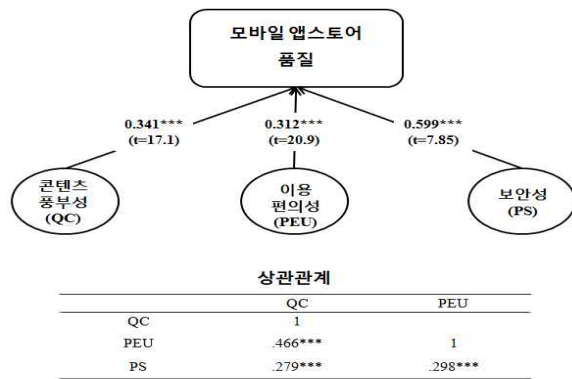 모바일 앱스토어
품질
0.341*** 0.312*** 0.599***
(t=17.1) (t=20.9) (t=7.85)
콘텐츠
풍부성
(QC)
이용
편의성
(PEU)
보안성
(PS)
상관관계
QC PEU
QC 1
PEU .466*** 1
PS .279*** .298***